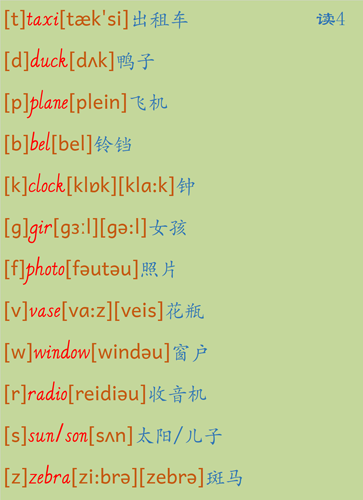 [t]taxi[tæk'si]出租车 读4
[d]duck[dʌk]鸭子
[p]plane[plein]飞机
[b]bel[bel]铃铛
[k]clock[klɒk][klɑ:k]钟
[g]gir[gɜ:l][gə:l]女孩
[f]photo[fəutəu]照片
[v]vase[vɑ:z][veis]花瓶
[w]window[windəu]窗户
[r]radio[reidiəu]收音机
[s]sun/son[sʌn]太阳/儿子
[z]zebra[zi:brə][zebrə]斑马